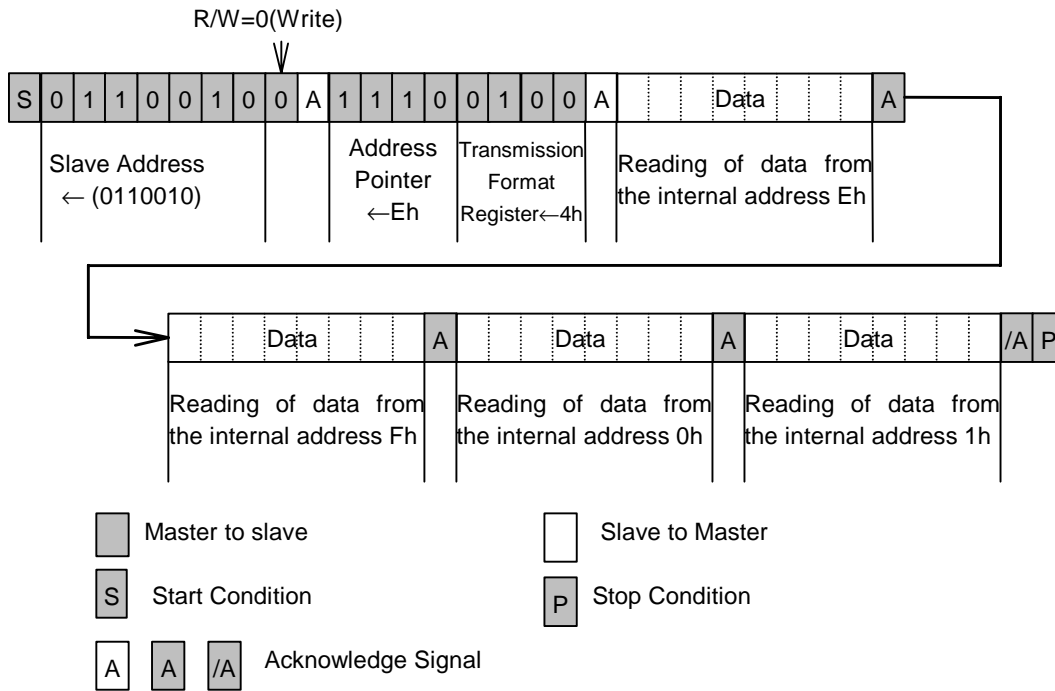 R/W=0(Write)
S 0 1 1 0 0 1 0 0 A 1 1 1 0 0 1 0 0 A Data A
Slave Address
← (0110010)
Address
Pointer
←Eh
Transmission
Format
Register←4h
Reading of data from
the internal address Eh
Data A Data A Data /A P
Reading of data from
the internal address Fh
Reading of data from
the internal address 0h
Reading of data from
the internal address 1h
Master to slave
Slave to Master
S Start Condition
P Stop Condition
A A /A Acknowledge Signal